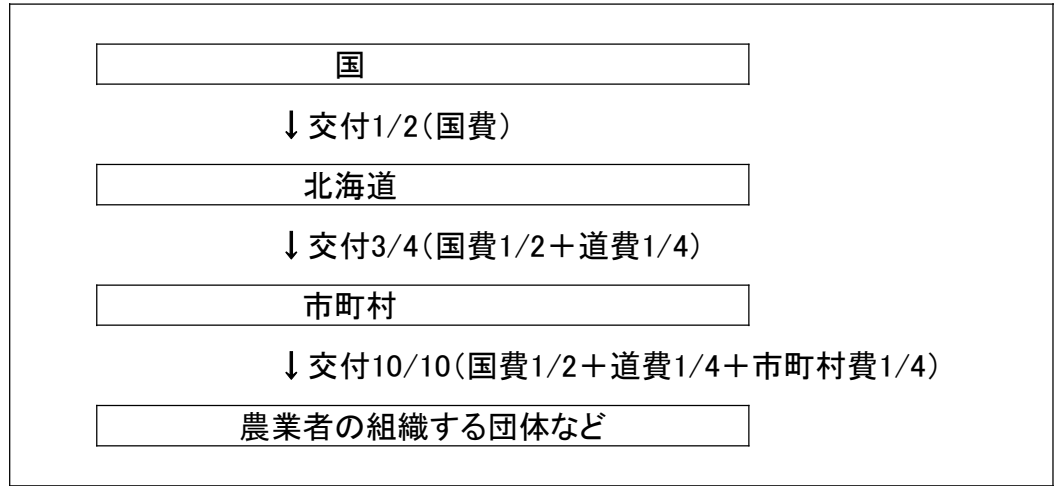 国
↓交付1/2（国費）
北海道
↓交付3/4（国費1/2＋道費1/4）
市町村
↓交付10/10（国費1/2＋道費1/4＋市町村費1/4）
農業者の組織する団体など